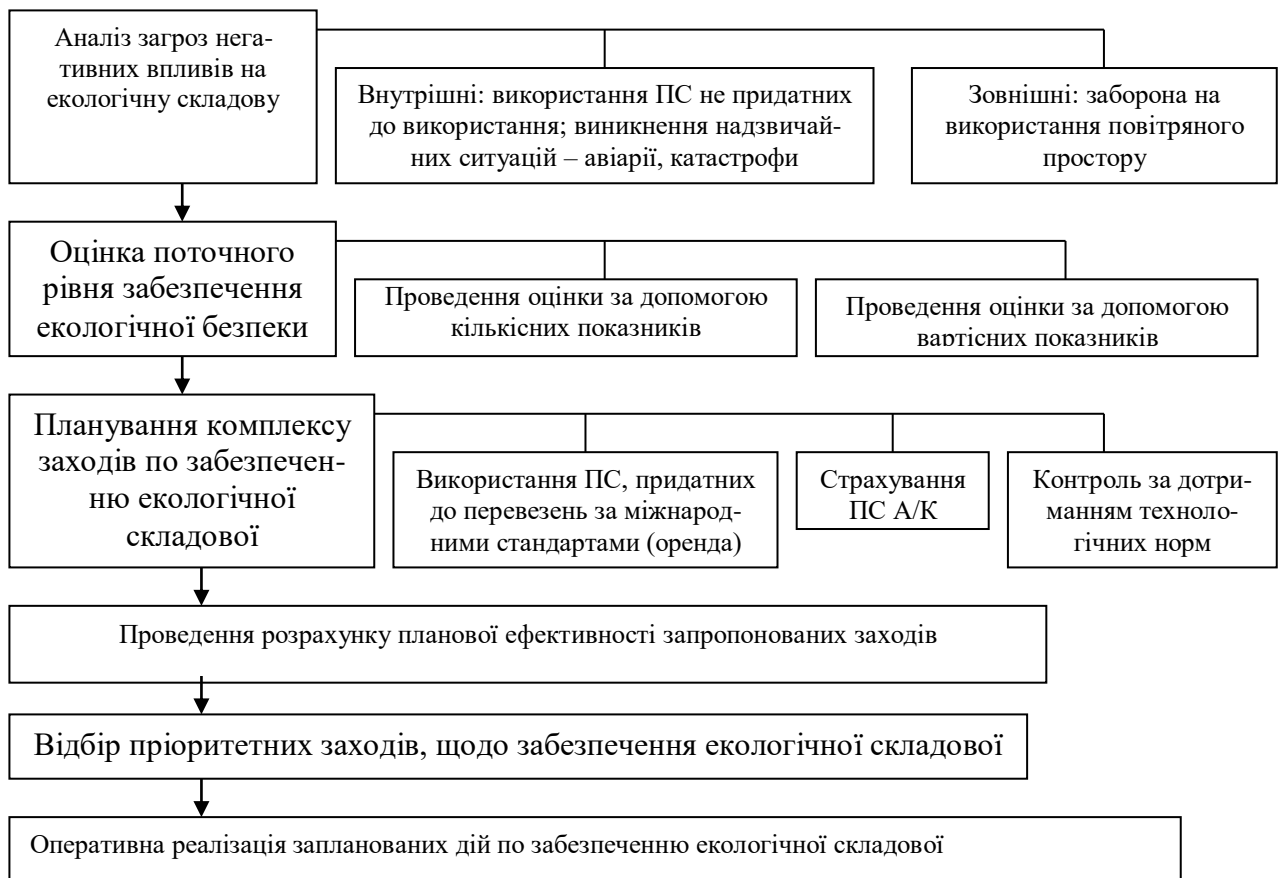 Аналіз загроз нега-
тивних впливів на
екологічну складову
Внутрішні: використання ПС не придатних
до використання; виникнення надзвичай-
них ситуацій – авіарії, катастрофи
Зовнішні: заборона на
використання повітряного
простору
Оцінка поточного
рівня забезпечення
екологічної безпеки
Проведення оцінки за допомогою
кількісних показників
Проведення оцінки за допомогою
вартісних показників
Планування комплексу
заходів по забезпечен-
ню екологічної
складової
Використання ПС, придатних
до перевезень за міжнарод-
ними стандартами (оренда)
Страхування
ПС А/К
Контроль за дотри-
манням техноло-
гічних норм
Проведення розрахунку планової ефективності запропонованих заходів
Відбір пріоритетних заходів, щодо забезпечення екологічної складової
Оперативна реалізація запланованих дій по забезпеченню екологічної складової